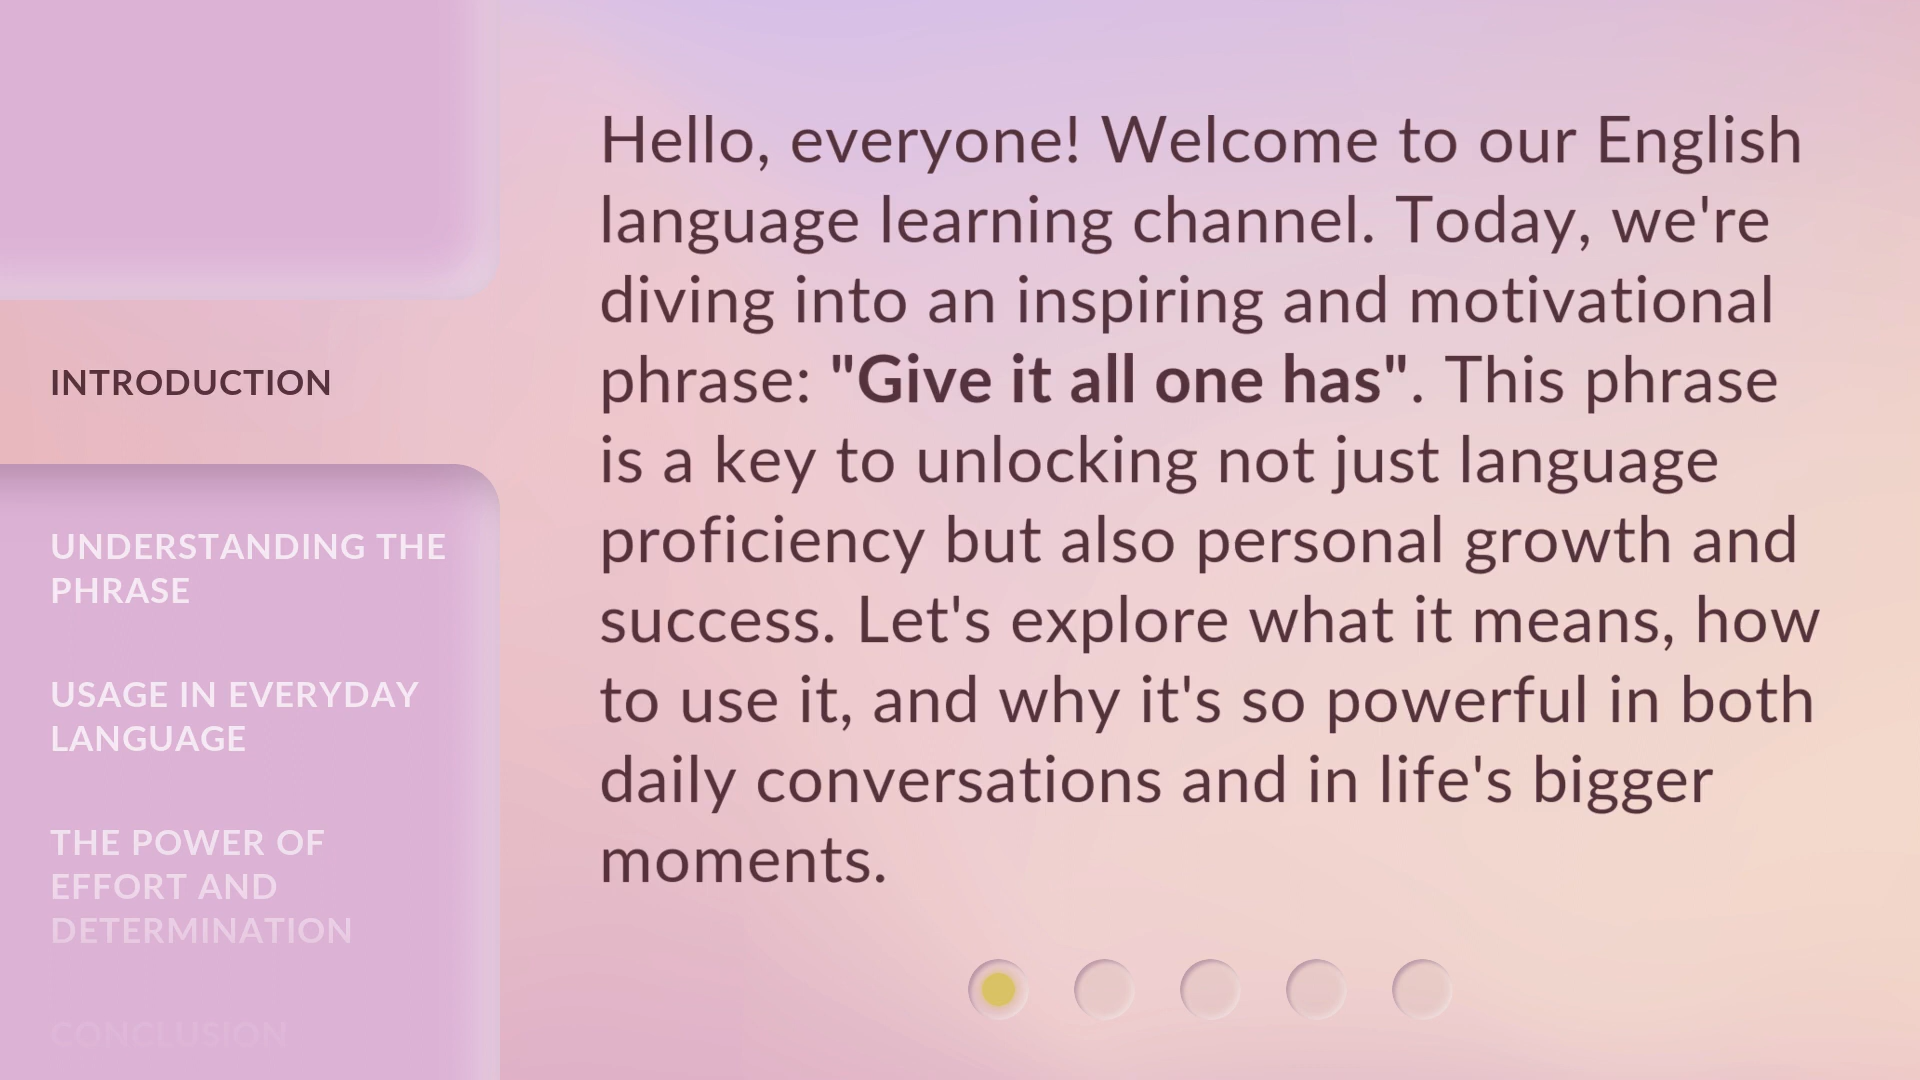 INTRODUCTION
UNDERSTANDING THE
PHRASE
USAGE IN EVERYDAY
LANGUAGE
THE POWER OF
EFFORT AND
DETERMINATION
CONCLUSION
Hello, everyone! Welcome to our English
language learning channel. Today, we're
diving into an inspiring and motivational
phrase: "Give it all one has". This phrase
is a key to unlocking not just language
proficiency but also personal growth and
success. Let's explore what it means, how
to use it, and why it's so powerful in both
daily conversations and in life's bigger
moments.